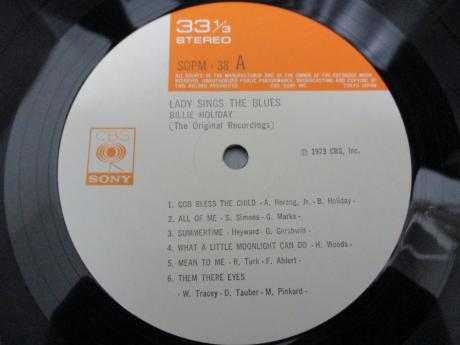 33 1/3
STEREO
SOPM · 38 A
ALL RIGHTS OF THE MANUFACTURER AND OF THE OWNER OF THE RECORDED WORK
RESERVED. UNAUTHORIZED PUBLIC PERFORMANCE, BROADCASTING AND COPYING OF
THIS RECORD PROHIBITED. CBS·SONY INC. TOKYO JAPAN
LADY SINGS THE BLUES
BILLIE HOLIDAY
(The Original Recordings)
CBS
SONY
℗ 1973 CBS, Inc.
1. GOD BLESS THE CHILD - A. Herzog, Jr. - B. Holiday -
2. ALL OF ME - S. Simons - G. Marks -
3. SUMMERTIME - Heyward - G. Gershwin -
4. WHAT A LITTLE MOONLIGHT CAN DO - H. Woods -
5. MEAN TO ME - R. Turk - F. Ahlert -
6. THEM THERE EYES
- W. Tracey - D. Tauber - M. Pinkard -